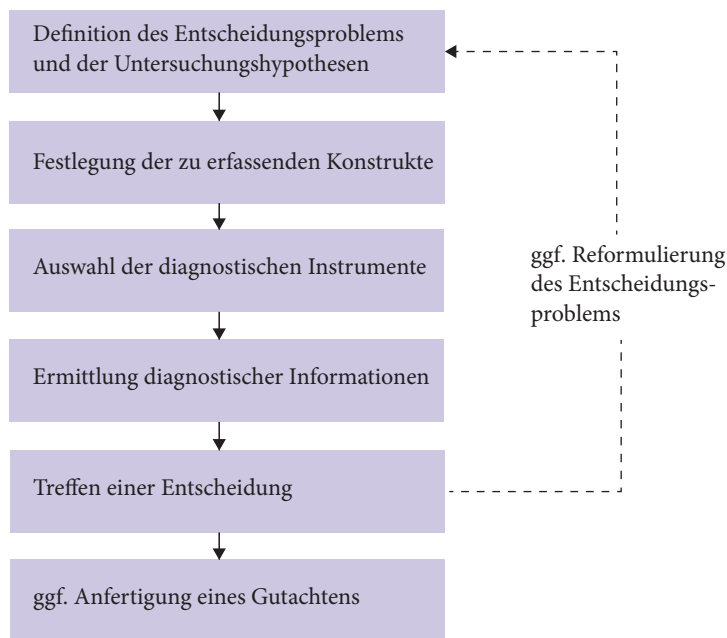 Definition des Entscheidungsproblems
und der Untersuchungshypothesen
Festlegung der zu erfassenden Konstrukte
Auswahl der diagnostischen Instrumente
ggf. Reformulierung
des Entscheidungs-
problems
Ermittlung diagnostischer Informationen
Treffen einer Entscheidung
ggf. Anfertigung eines Gutachtens